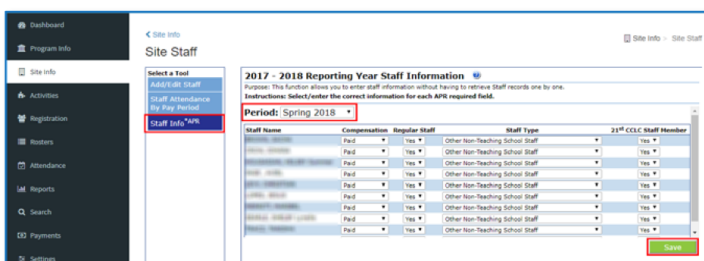 Dashboard
Program Info
Site Info
Activities
Registration
Rosters
Attendance
Reports
Search
Payments
Settings
Site Info
Site Info - Site Staff
Site Staff
Select a Tool
Add/Edit Staff
Staff Attendance
By Pay Period
Staff Info*APR
2017 - 2018 Reporting Year Staff Information
Purpose: This function allows you to enter staff information without having to retrieve Staff records one by one.
Instructions: Select/enter the correct information for each APR required field.
Period: Spring 2018
Staff Name Compensation Regular Staff Staff Type 21st CCLC Staff Member
Paid Yes Other Non-Teaching School Staff Yes
Paid Yes Other Non-Teaching School Staff Yes
Paid Yes Other Non-Teaching School Staff Yes
Paid Yes Other Non-Teaching School Staff Yes
Paid Yes Other Non-Teaching School Staff Yes
Paid Yes Other Non-Teaching School Staff Yes
Paid Yes Other Non-Teaching School Staff Yes
Paid Yes Other Non-Teaching School Staff Yes
Paid Yes Other Non-Teaching School Staff Yes
Save